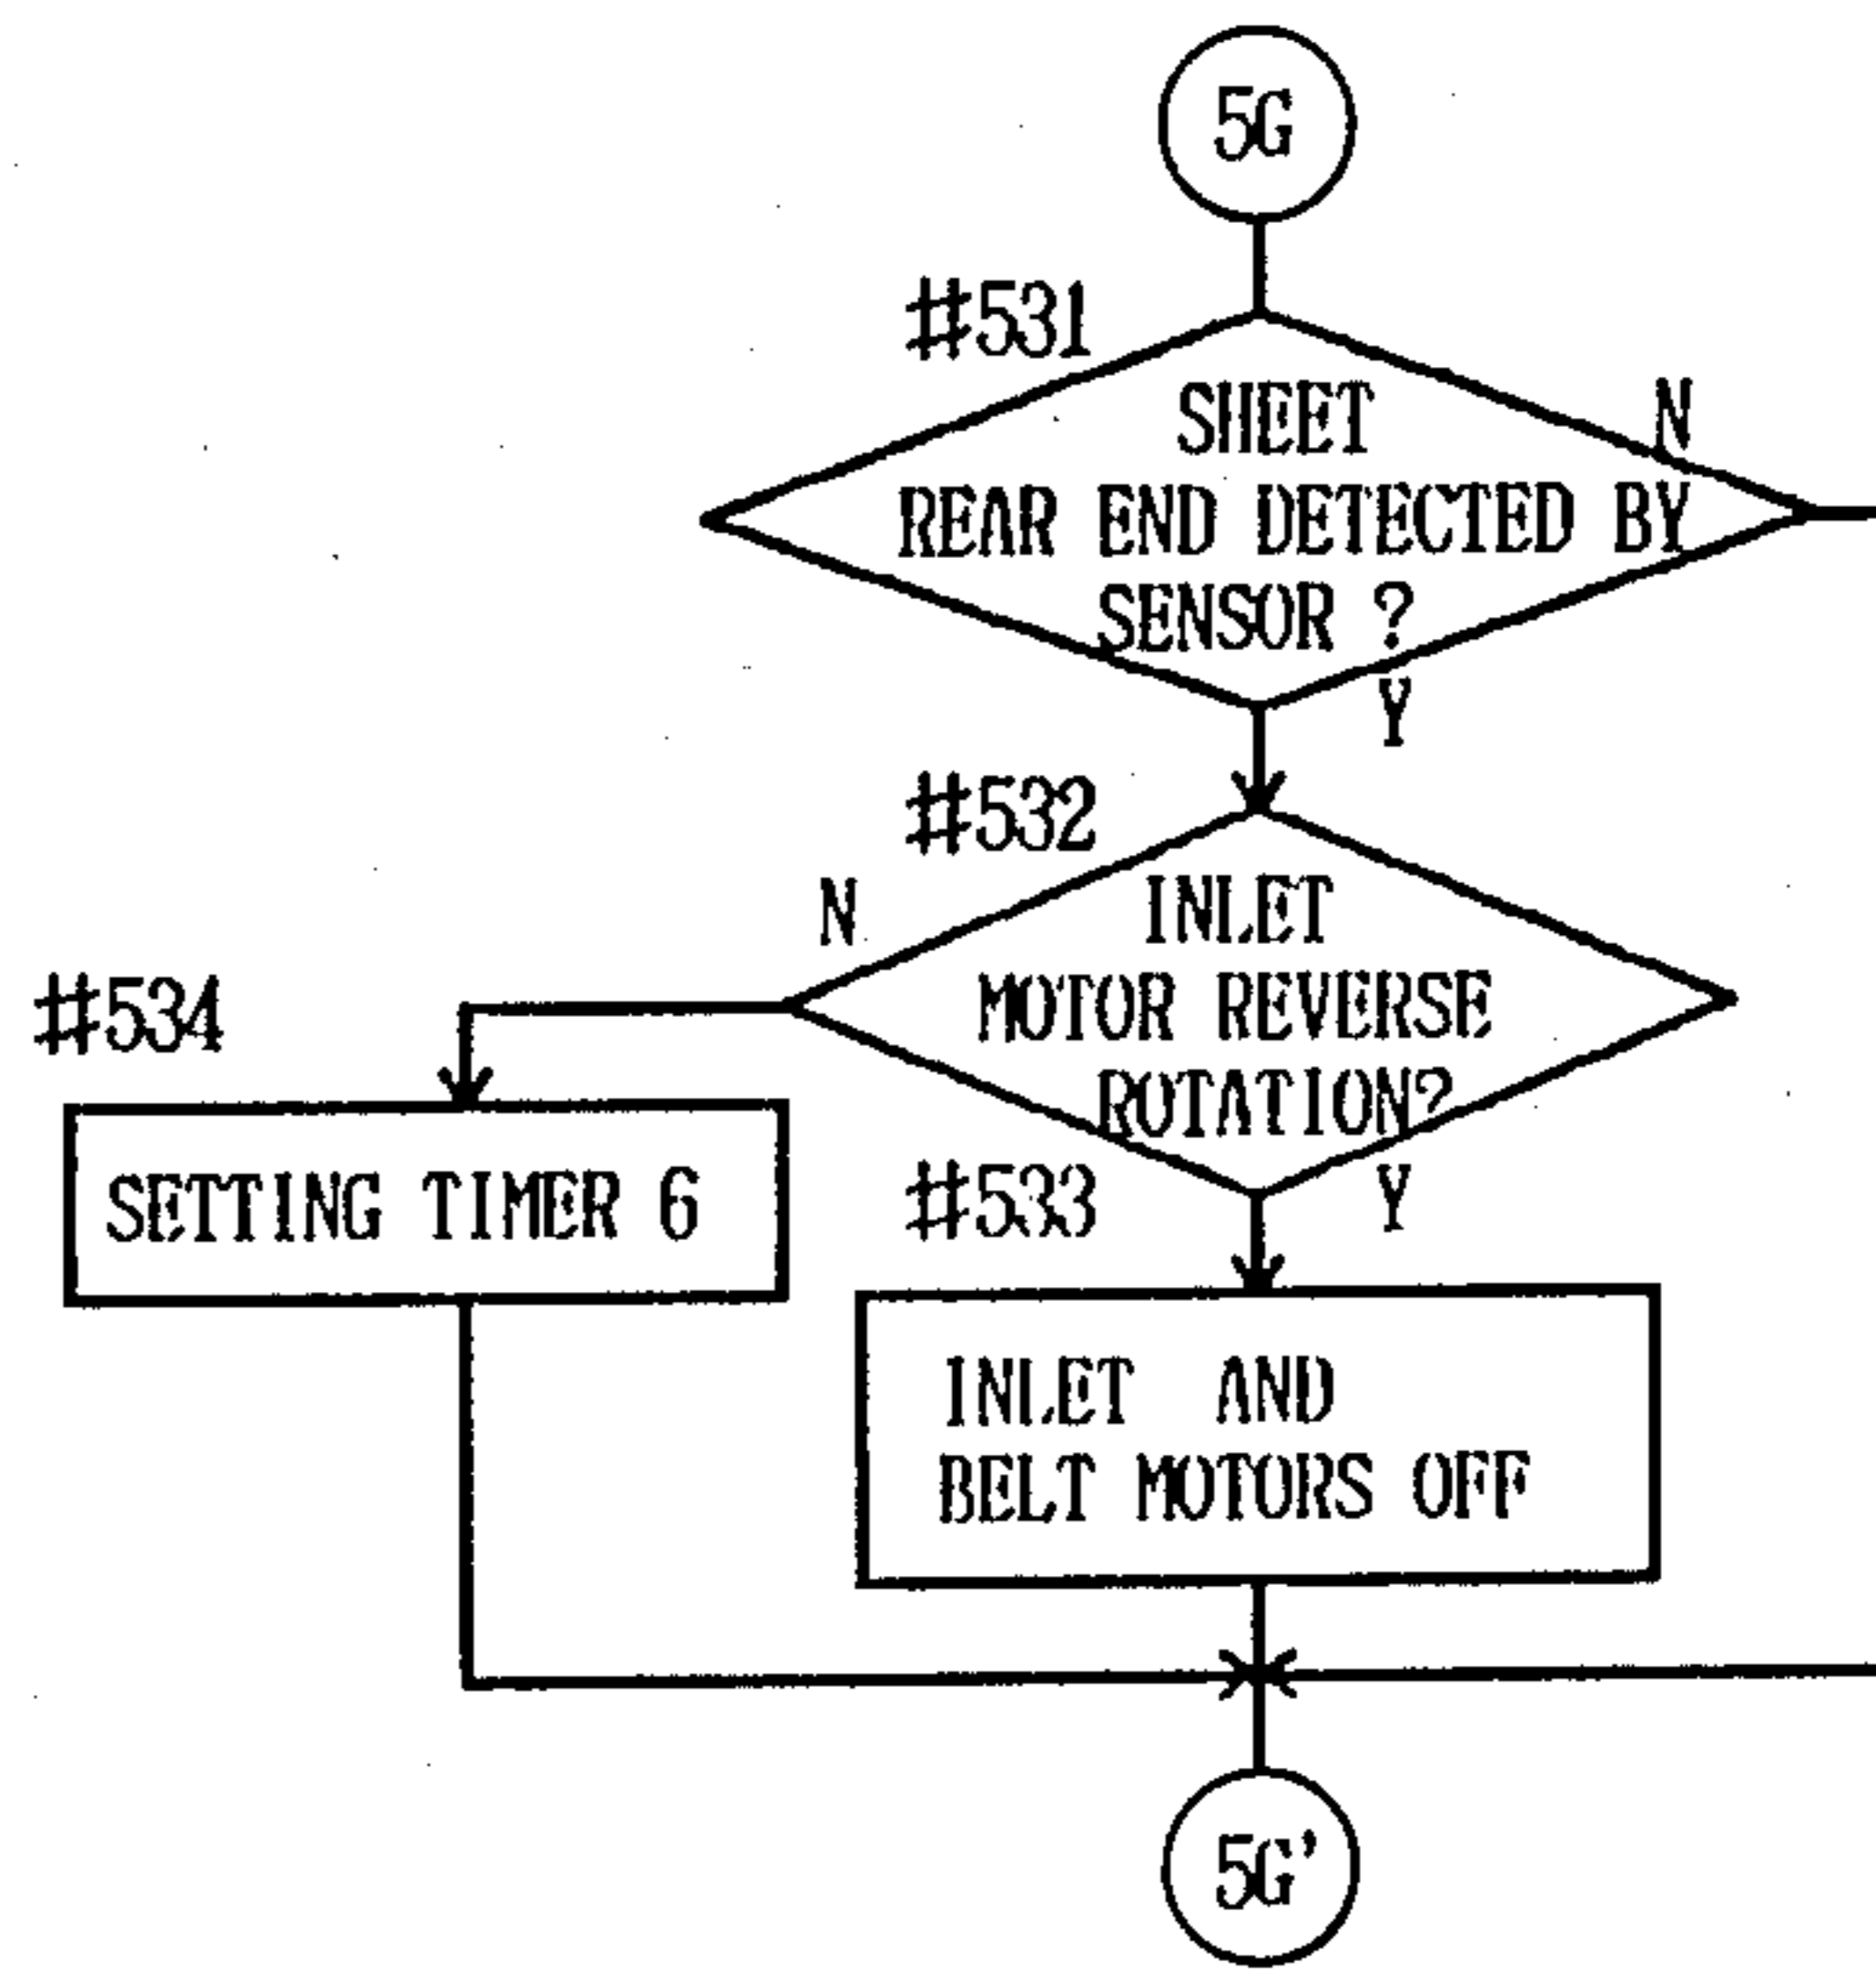 5G
#531
SHEET
REAR END DETECTED BY
SENSOR ?
N
Y
#532
INLET
MOTOR REVERSE
ROTATION?
N
Y
#534
SETTING TIMER 6
#533
INLET AND
BELT MOTORS OFF
5G'